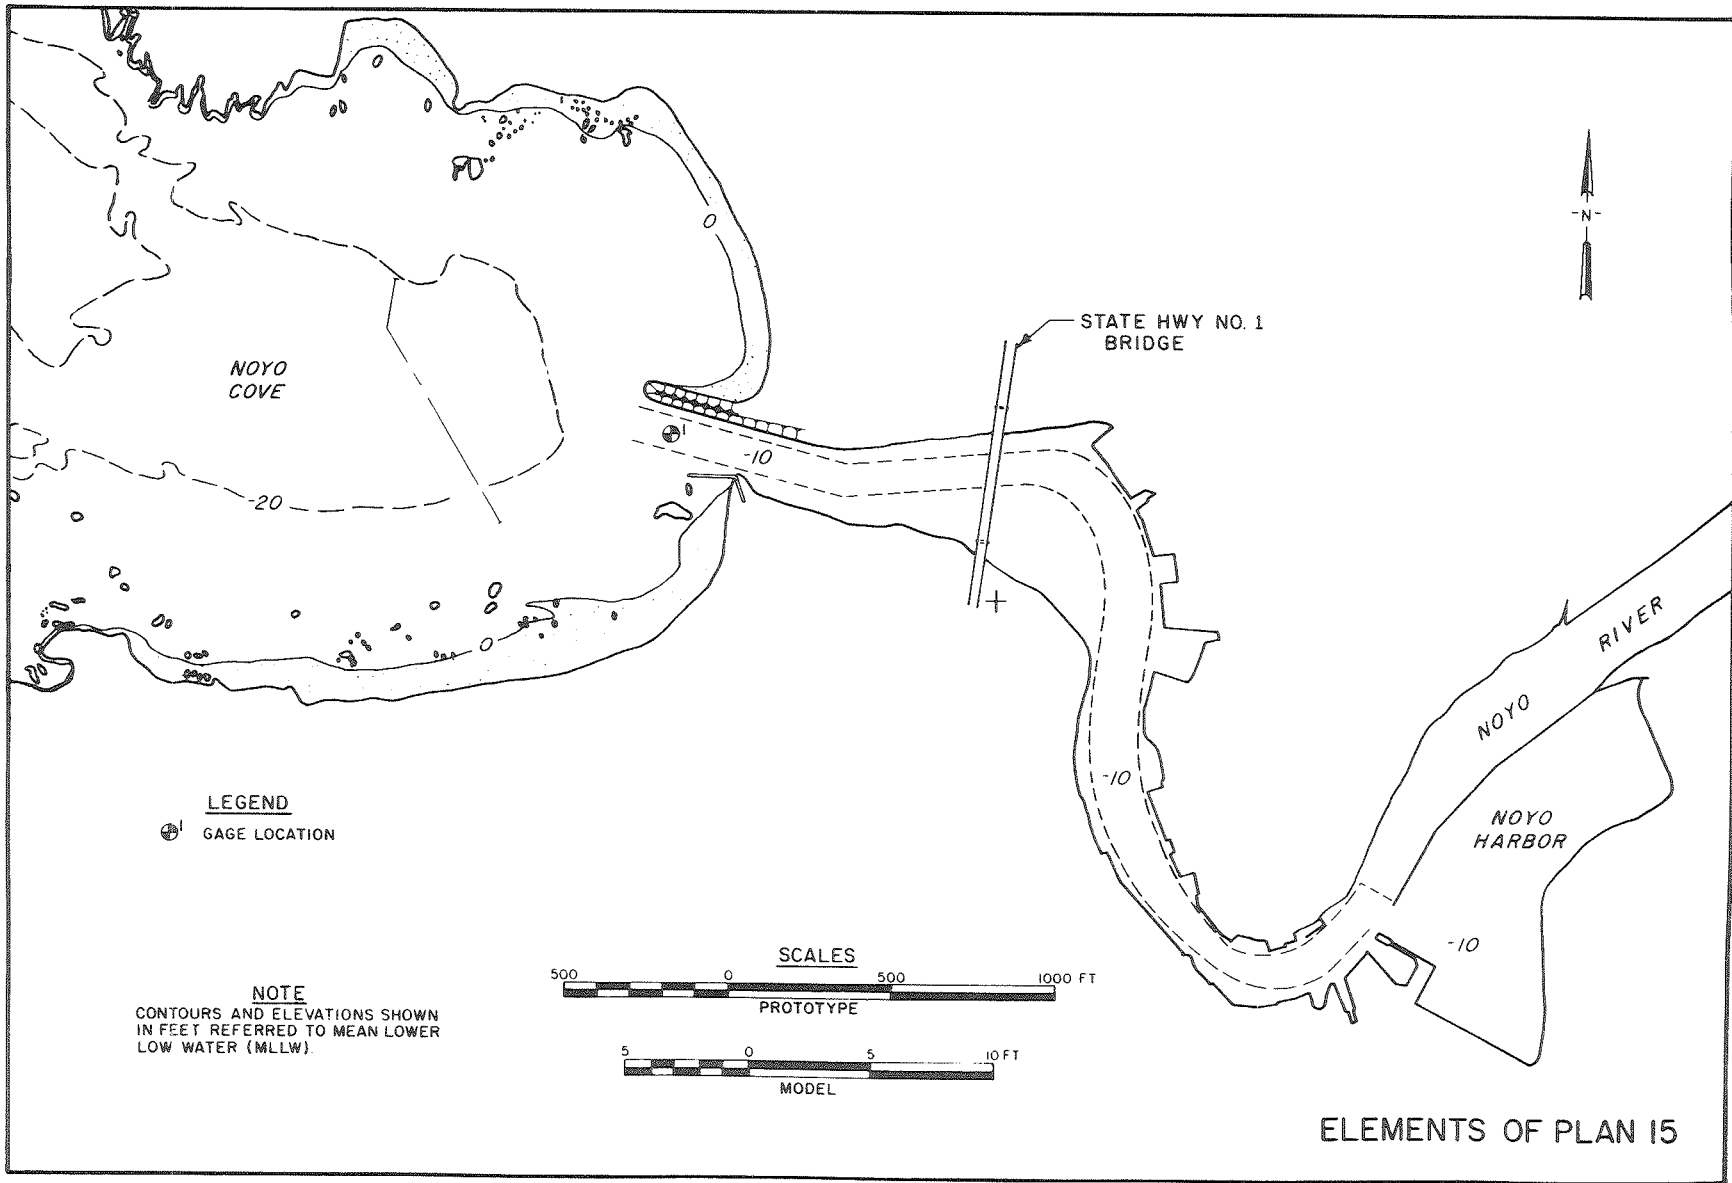 0
-N-
STATE HWY NO. 1
BRIDGE
NOYO
COVE
1
-10
-20
0
NOYO RIVER
-10
LEGEND
1 GAGE LOCATION
NOYO
HARBOR
-10
NOTE
CONTOURS AND ELEVATIONS SHOWN
IN FEET REFERRED TO MEAN LOWER
LOW WATER (MLLW).
SCALES
500 0 500 1000 FT
PROTOTYPE
5 0 5 10 FT
MODEL
ELEMENTS OF PLAN 15